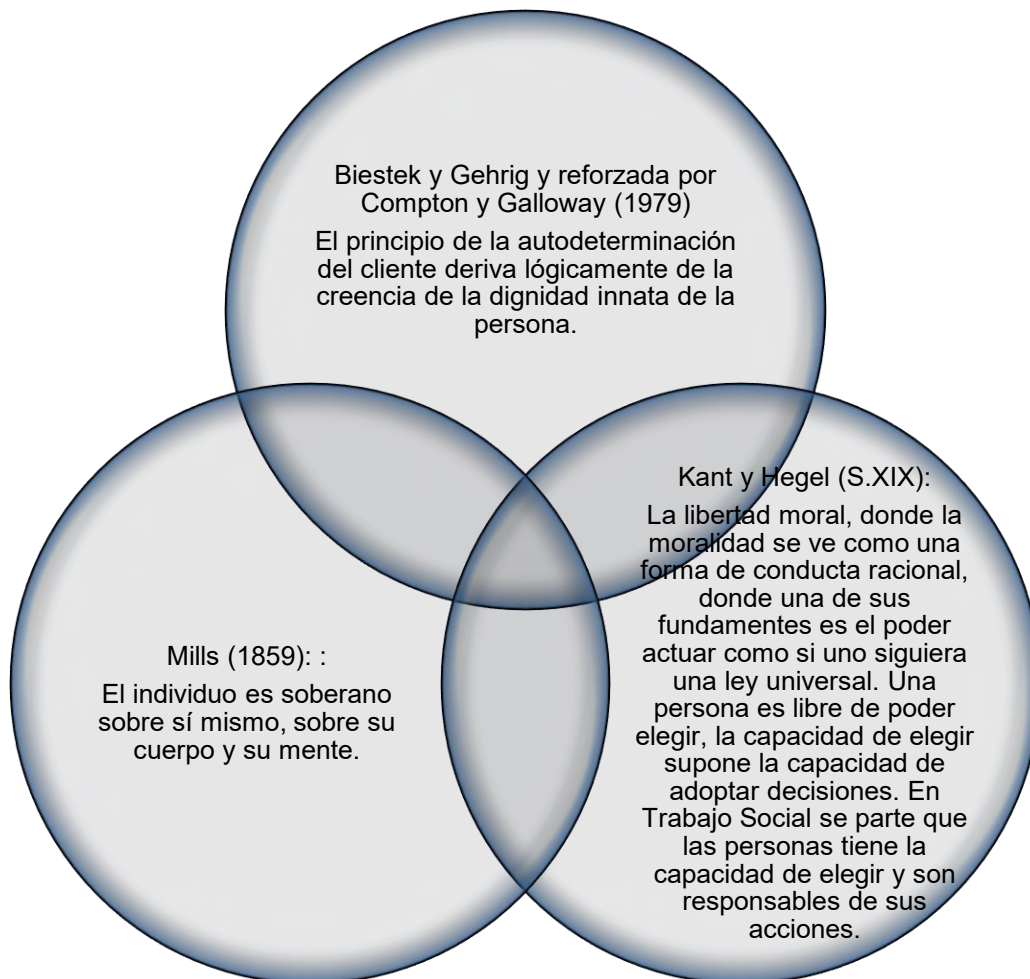 Biestek y Gehrig y reforzada por
Compton y Galloway (1979)
El principio de la autodeterminación
del cliente deriva lógicamente de la
creencia de la dignidad innata de la
persona.
Mills (1859): :
El individuo es soberano
sobre sí mismo, sobre su
cuerpo y su mente.
Kant y Hegel (S.XIX):
La libertad moral, donde la
moralidad se ve como una
forma de conducta racional,
donde una de sus
fundamentes es el poder
actuar como si uno siguiera
una ley universal. Una
persona es libre de poder
elegir, la capacidad de elegir
supone la capacidad de
adoptar decisiones. En
Trabajo Social se parte que
las personas tiene la
capacidad de elegir y son
responsables de sus
acciones.